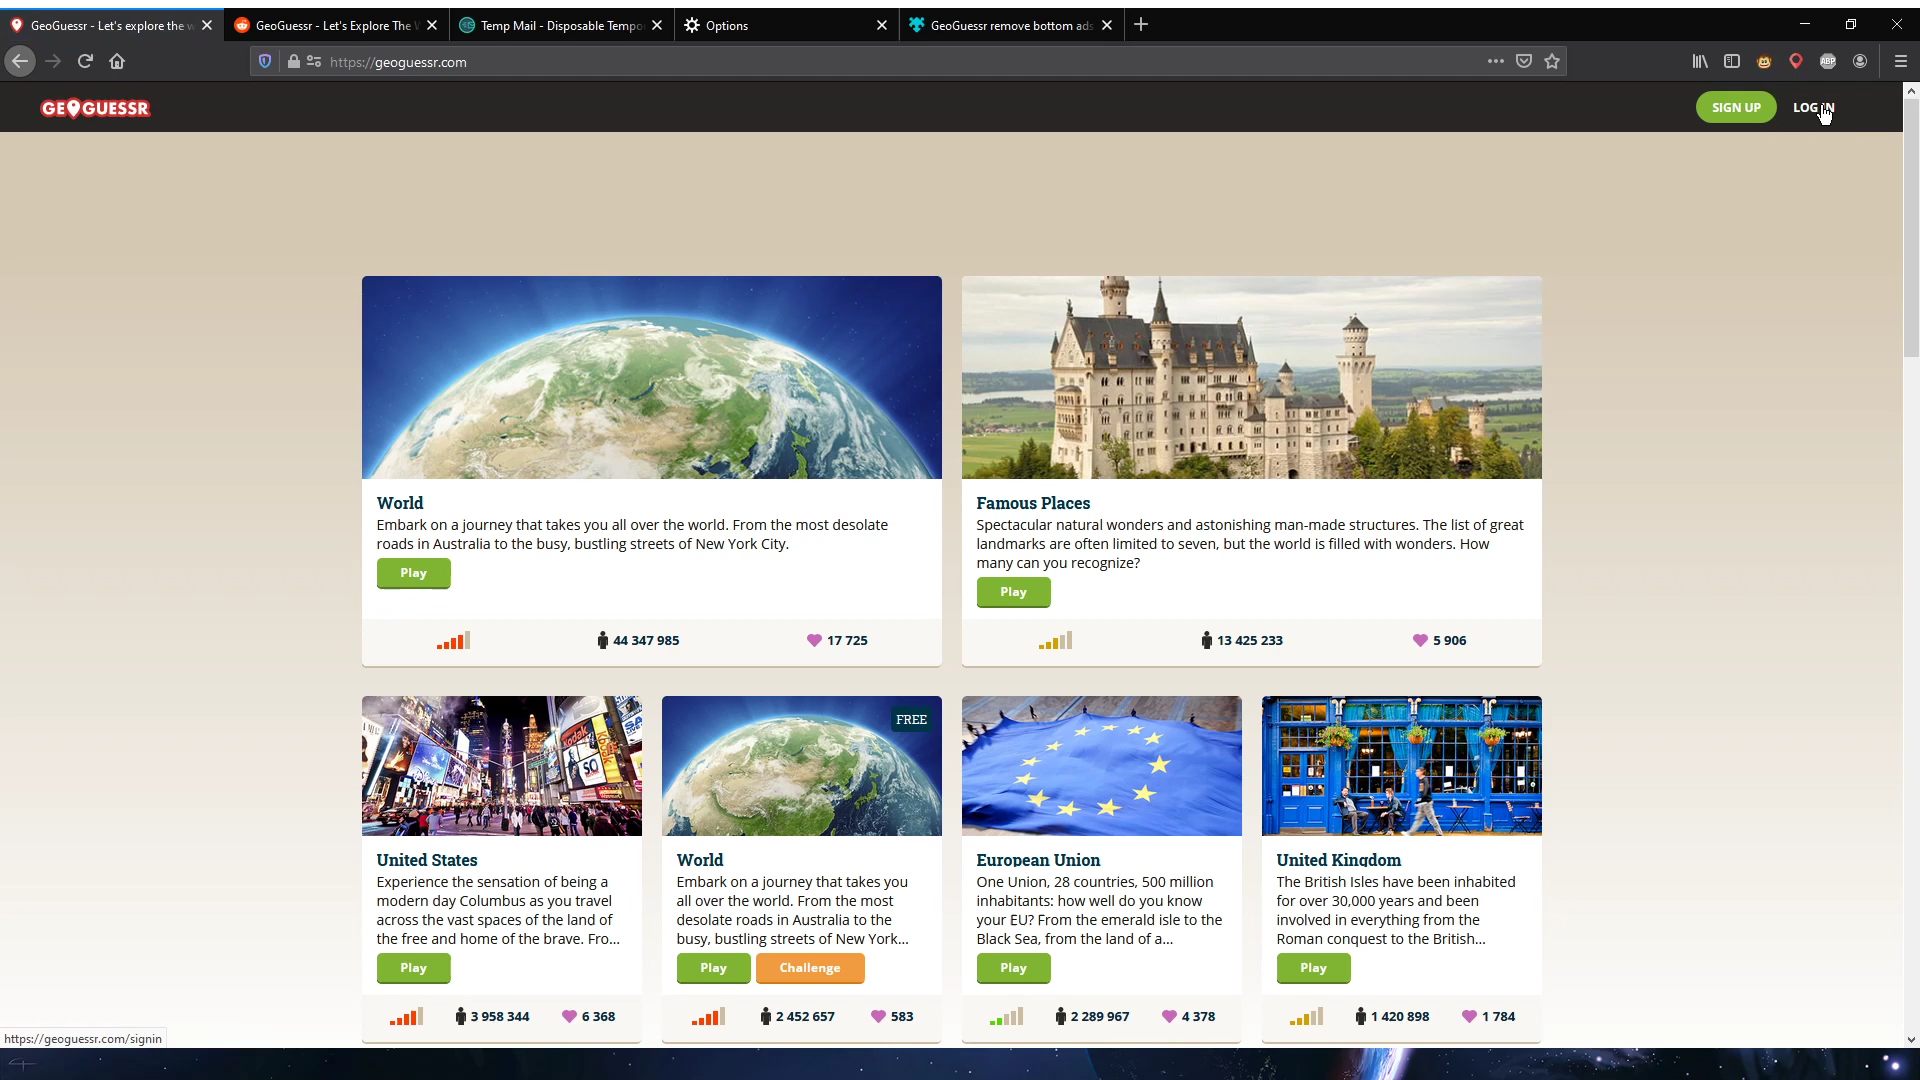 GeoGuessr - Let's explore the w
GeoGuessr - Let's Explore The W
Temp Mail - Disposable Tempo
Options
GeoGuessr remove bottom ads
https://geoguessr.com
ABP
GEOGUESSR
SIGN UP
LOG IN
World
Embark on a journey that takes you all over the world. From the most desolate
roads in Australia to the busy, bustling streets of New York City.
Play
44 347 985
17 725
Famous Places
Spectacular natural wonders and astonishing man-made structures. The list of great
landmarks are often limited to seven, but the world is filled with wonders. How
many can you recognize?
Play
13 425 233
5 906
Kodak
SO
United States
Experience the sensation of being a
modern day Columbus as you travel
across the vast spaces of the land of
the free and home of the brave. Fro...
Play
3 958 344
6 368
FREE
World
Embark on a journey that takes you
all over the world. From the most
desolate roads in Australia to the
busy, bustling streets of New York...
Play
Challenge
2 452 657
583
European Union
One Union, 28 countries, 500 million
inhabitants: how well do you know
your EU? From the emerald isle to the
Black Sea, from the land of a...
Play
2 289 967
4 378
United Kingdom
The British Isles have been inhabited
for over 30,000 years and been
involved in everything from the
Roman conquest to the British...
Play
1 420 898
1 784
https://geoguessr.com/signin